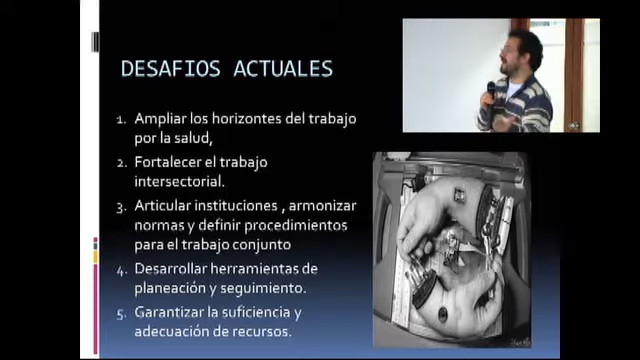 DESAFIOS ACTUALES
1. Ampliar los horizontes del trabajo
por la salud,
2. Fortalecer el trabajo
intersectorial.
3. Articular instituciones , armonizar
normas y definir procedimientos
para el trabajo conjunto
4. Desarrollar herramientas de
planeación y seguimiento.
5. Garantizar la suficiencia y
adecuación de recursos.